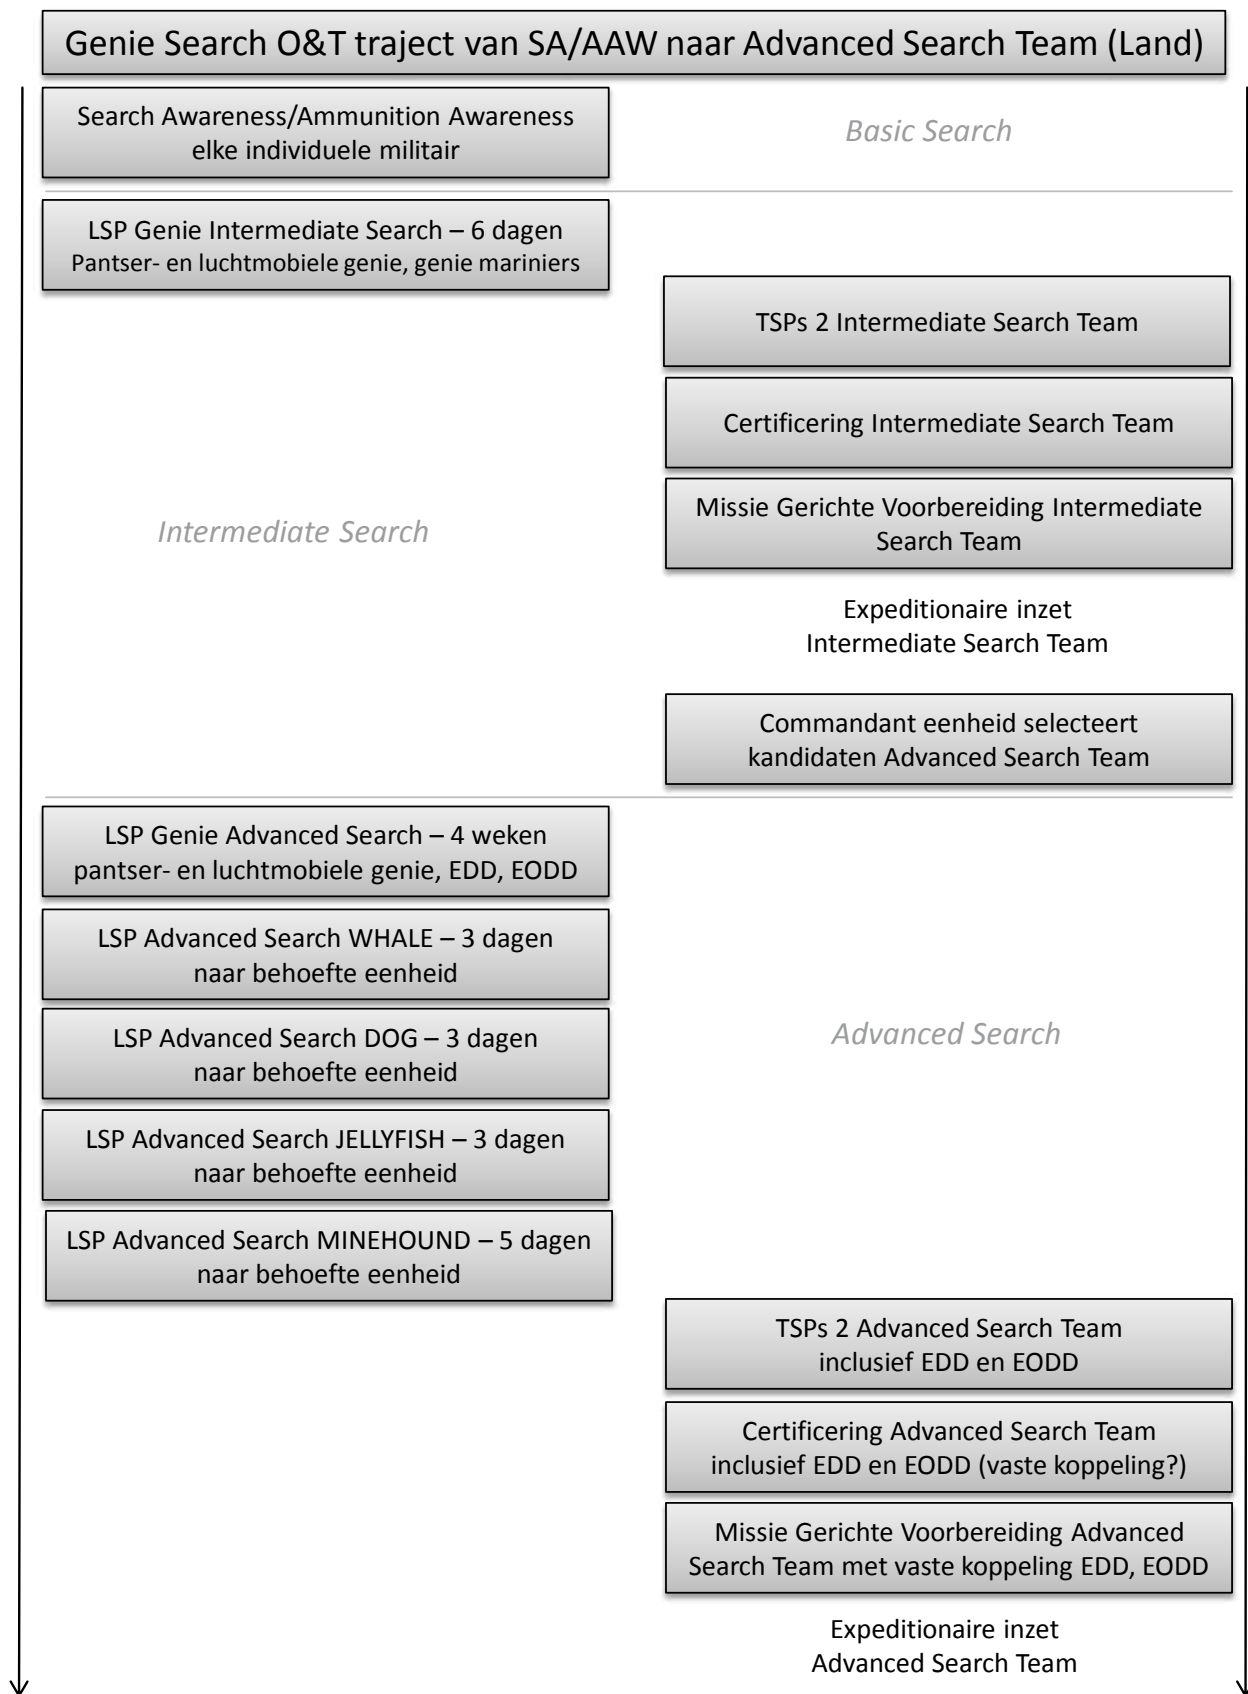 Genie Search O&T traject van SA/AAW naar Advanced Search Team (Land)
Search Awareness/Ammunition Awareness
elke individuele militair
Basic Search
LSP Genie Intermediate Search – 6 dagen
Pantser- en luchtmobiele genie, genie mariniers
TSPs 2 Intermediate Search Team
Certificering Intermediate Search Team
Missie Gerichte Voorbereiding Intermediate
Search Team
Intermediate Search
Expeditionaire inzet
Intermediate Search Team
Commandant eenheid selecteert
kandidaten Advanced Search Team
LSP Genie Advanced Search – 4 weken
pantser- en luchtmobiele genie, EDD, EODD
LSP Advanced Search WHALE – 3 dagen
naar behoefte eenheid
LSP Advanced Search DOG – 3 dagen
naar behoefte eenheid
Advanced Search
LSP Advanced Search JELLYFISH – 3 dagen
naar behoefte eenheid
LSP Advanced Search MINEHOUND – 5 dagen
naar behoefte eenheid
TSPs 2 Advanced Search Team
inclusief EDD en EODD
Certificering Advanced Search Team
inclusief EDD en EODD (vaste koppeling?)
Missie Gerichte Voorbereiding Advanced
Search Team met vaste koppeling EDD, EODD
Expeditionaire inzet
Advanced Search Team